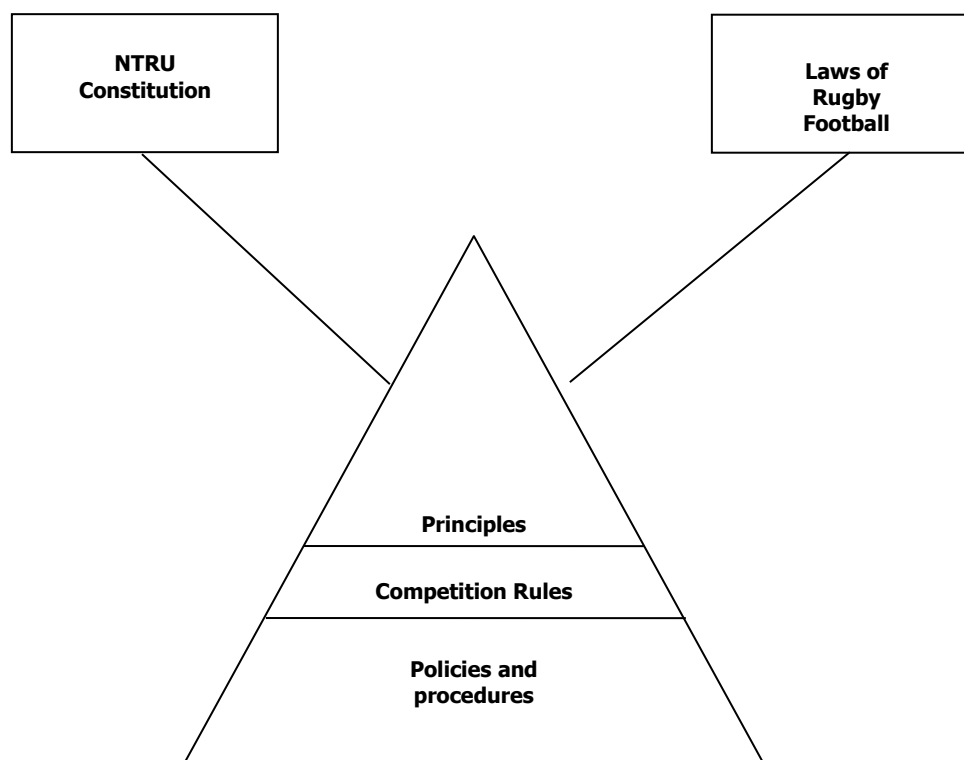 NTRU
Constitution
Laws of
Rugby
Football
Principles
Competition Rules
Policies and
procedures